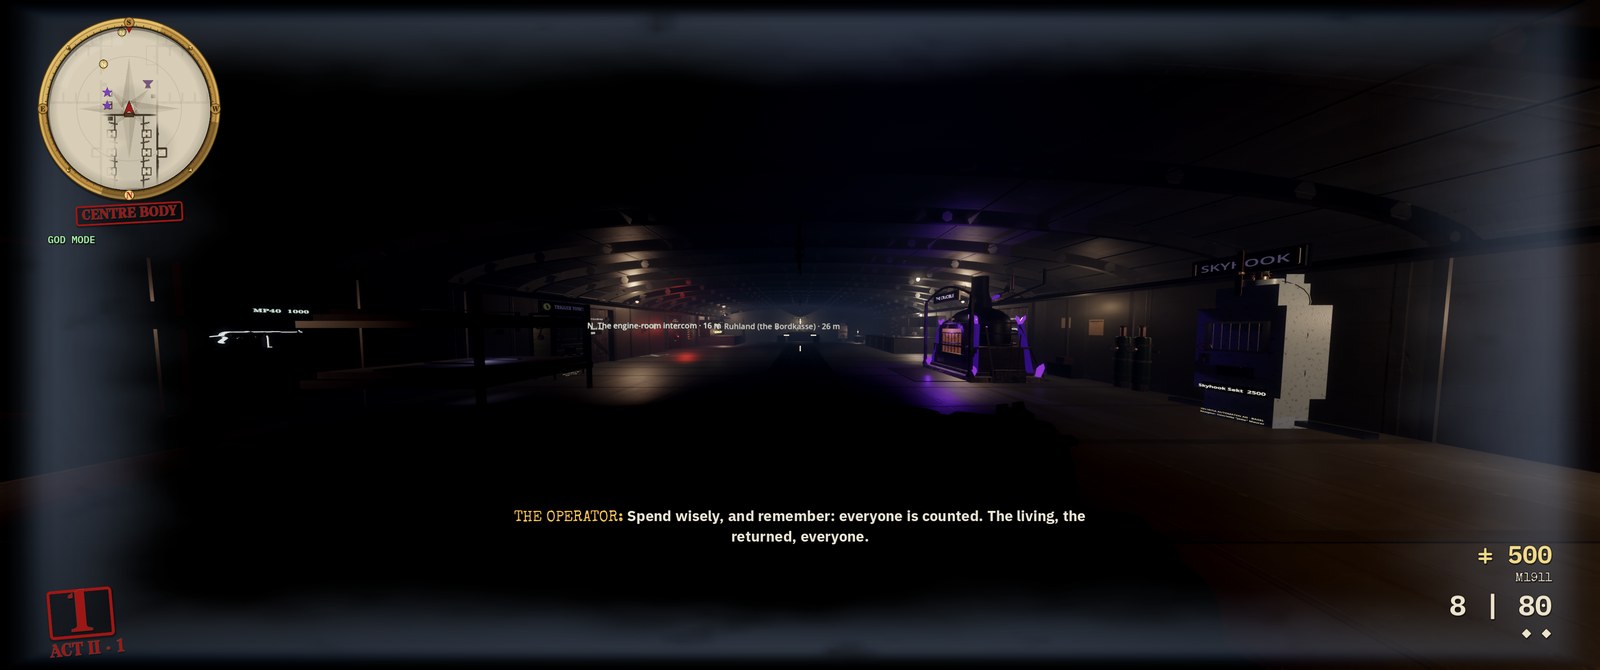 S
E
W
N
CENTRE BODY
GOD MODE
SKYHOOK
MP40 1000
The engine-room intercom · 16 m
Ruhland (the Bordkasse) · 26 m
Skyhook Sekt 2500
THE OPERATOR: Spend wisely, and remember: everyone is counted. The living, the
returned, everyone.
‡ 500
M1911
8 | 80
1
ACT II · 1